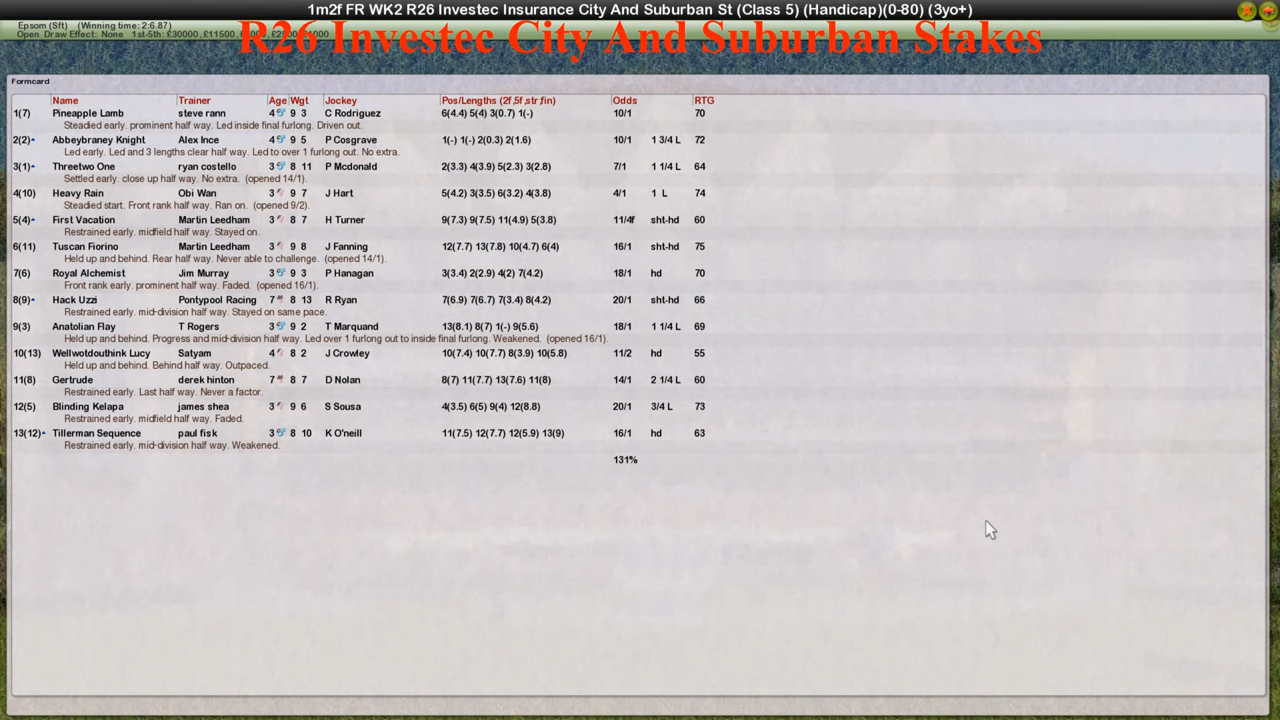 1m2f FR WK2 R26 Investec Insurance City And Suburban St (Class 5) (Handicap)(0-80) (3yo+)
Epsom (Sft) (Winning time: 2:6.87)
Open Draw Effect: None 1st-5th: £30000, £11500,
R26 Investec City And Suburban Stakes
Formcard
Name Trainer Age Wgt Jockey Pos/Lengths (2f,5f,str,fin) Odds RTG
1(7) Pineapple Lamb steve rann 4 9 3 C Rodriguez 6(4.4) 5(4) 3(0.7) 1(-) 10/1 70
Steadied early. prominent half way. Led inside final furlong. Driven out.
2(2) Abbeybraney Knight Alex Ince 4 9 5 P Cosgrave 1(-) 1(-) 2(0.3) 2(1.6) 10/1 1 3/4 L 72
Led early. Led and 3 lengths clear half way. Led to over 1 furlong out. No extra.
3(1) Threetwo One ryan costello 3 8 11 P Mcdonald 2(3.3) 4(3.9) 5(2.3) 3(2.8) 7/1 1 1/4 L 64
Settled early. close up half way. No extra. (opened 14/1).
4(10) Heavy Rain Obi Wan 3 9 7 J Hart 5(4.2) 3(3.5) 6(3.2) 4(3.8) 4/1 1 L 74
Steadied start. Front rank half way. Ran on. (opened 9/2).
5(4) First Vacation Martin Leedham 3 8 7 H Turner 9(7.3) 9(7.5) 11(4.9) 5(3.8) 11/4f sht-hd 60
Restrained early. midfield half way. Stayed on.
6(11) Tuscan Fiorino Martin Leedham 3 9 8 J Fanning 12(7.7) 13(7.8) 10(4.7) 6(4) 16/1 sht-hd 75
Held up and behind. Rear half way. Never able to challenge. (opened 14/1).
7(6) Royal Alchemist Jim Murray 3 9 3 P Hanagan 3(3.4) 2(2.9) 4(2) 7(4.2) 18/1 hd 70
Front rank early. prominent half way. Faded. (opened 16/1).
8(9) Hack Uzzi Pontypool Racing 7 8 13 R Ryan 7(6.9) 7(6.7) 7(3.4) 8(4.2) 20/1 sht-hd 66
Restrained early. mid-division half way. Stayed on same pace.
9(3) Anatolian Flay T Rogers 3 9 2 T Marquand 13(8.1) 8(7) 1(-) 9(5.6) 18/1 1 1/4 L 69
Held up and behind. Progress and mid-division half way. Led over 1 furlong out to inside final furlong. Weakened. (opened 16/1).
10(13) Wellwotdouthink Lucy Satyam 4 8 2 J Crowley 10(7.4) 10(7.7) 8(3.9) 10(5.8) 11/2 hd 55
Held up and behind. Behind half way. Outpaced.
11(8) Gertrude derek hinton 7 8 7 D Nolan 8(7) 11(7.7) 13(7.6) 11(8) 14/1 2 1/4 L 60
Restrained early. Last half way. Never a factor.
12(5) Blinding Kelapa james shea 3 9 6 S Sousa 4(3.5) 6(5) 9(4) 12(8.8) 20/1 3/4 L 73
Restrained early. midfield half way. Faded.
13(12) Tillerman Sequence paul fisk 3 8 10 K O'neill 11(7.5) 12(7.7) 12(5.9) 13(9) 16/1 hd 63
Restrained early. mid-division half way. Weakened.
131%